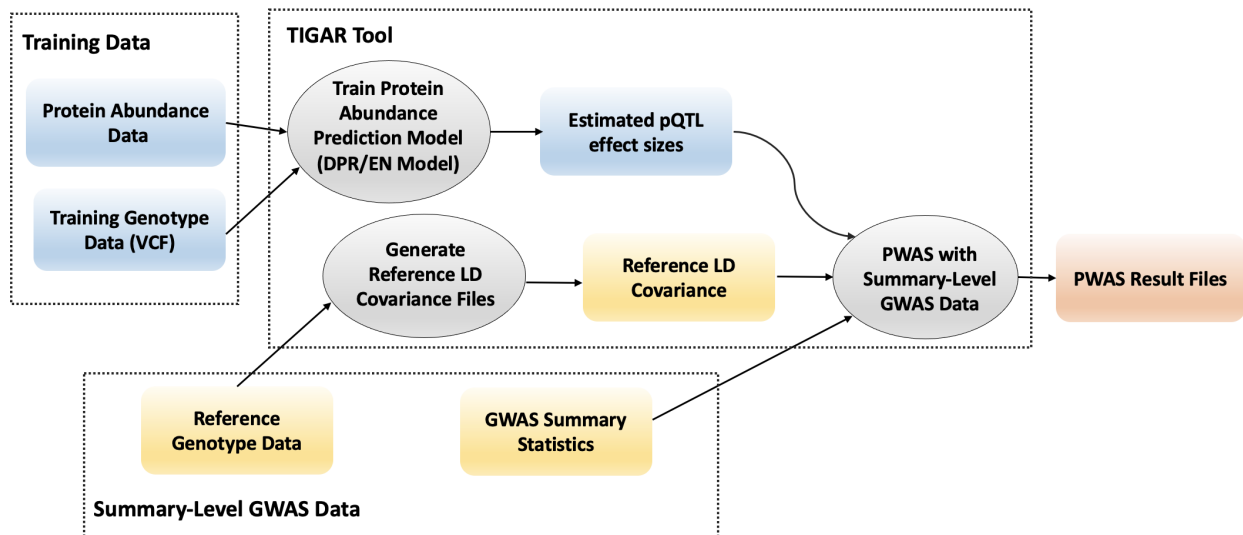 Training Data
Protein Abundance
Data
Training Genotype
Data (VCF)
TIGAR Tool
Train Protein
Abundance
Prediction Model
(DPR/EN Model)
Estimated pQTL
effect sizes
Generate
Reference LD
Covariance Files
Reference LD
Covariance
PWAS with
Summary-Level
GWAS Data
PWAS Result Files
Reference
Genotype Data
GWAS Summary
Statistics
Summary-Level GWAS Data